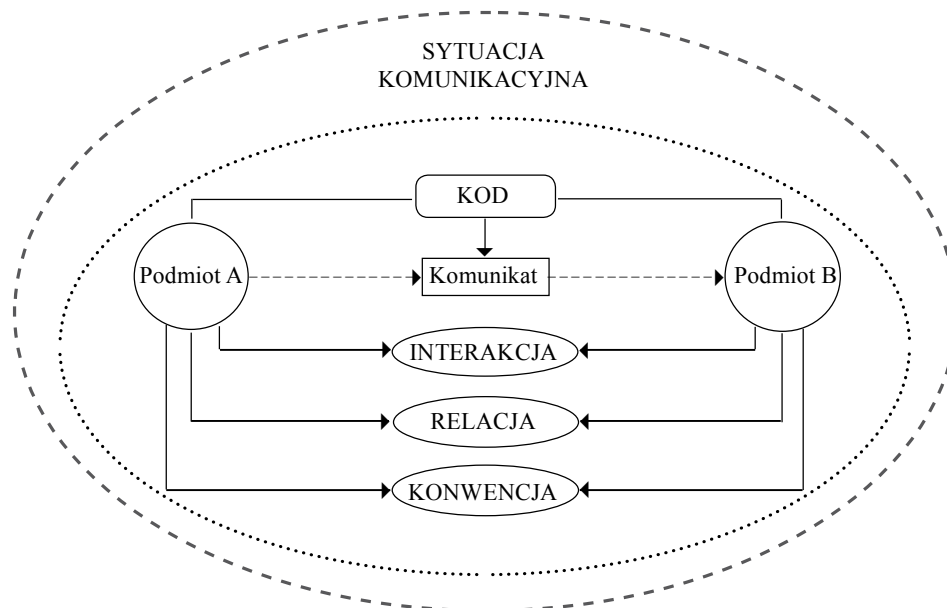 SYTUACJA
KOMUNIKACYJNA
KOD
Podmiot A
Komunikat
Podmiot B
INTERAKCJA
RELACJA
KONWENCJA